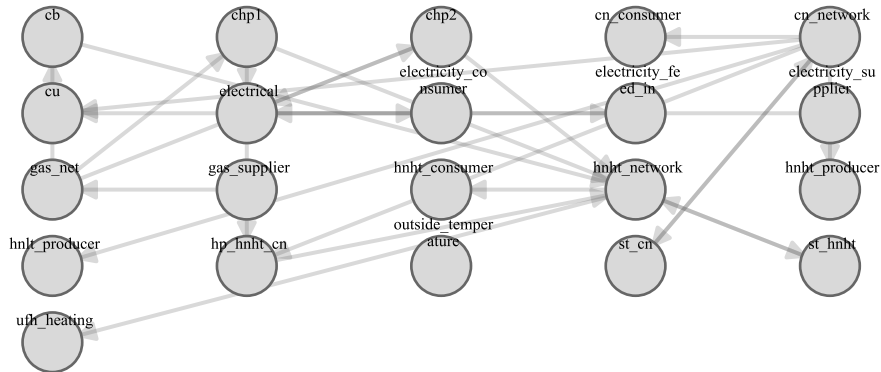 cb
chp1
chp2
cn_consumer
cn_network
cu
electrical
electricity_co
nsumer
electricity_fe
ed_in
electricity_su
pplier
gas_net
gas_supplier
hnht_consumer
hnht_network
hnht_producer
hnlt_producer
hp_hnht_cn
outside_temper
ature
st_cn
st_hnht
ufh_heating